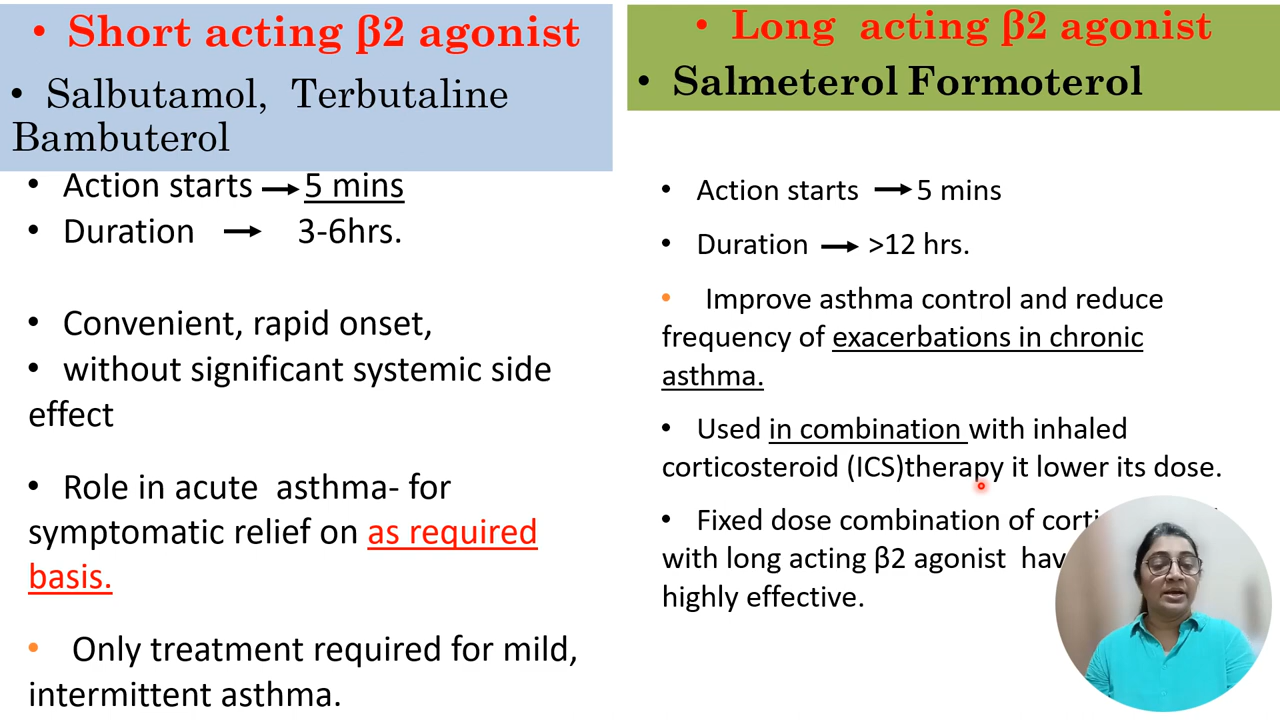 • Short acting β2 agonist
• Salbutamol, Terbutaline
Bambuterol
• Action starts → 5 mins
• Duration → 3-6hrs.
• Convenient, rapid onset,
• without significant systemic side
effect
• Role in acute asthma- for
symptomatic relief on as required
basis.
• Only treatment required for mild,
intermittent asthma.
• Long acting β2 agonist
• Salmeterol Formoterol
• Action starts → 5 mins
• Duration → >12 hrs.
• Improve asthma control and reduce
frequency of exacerbations in chronic
asthma.
• Used in combination with inhaled
corticosteroid (ICS)therapy it lower its dose.
• Fixed dose combination of
with long acting β2 agonist
highly effective.